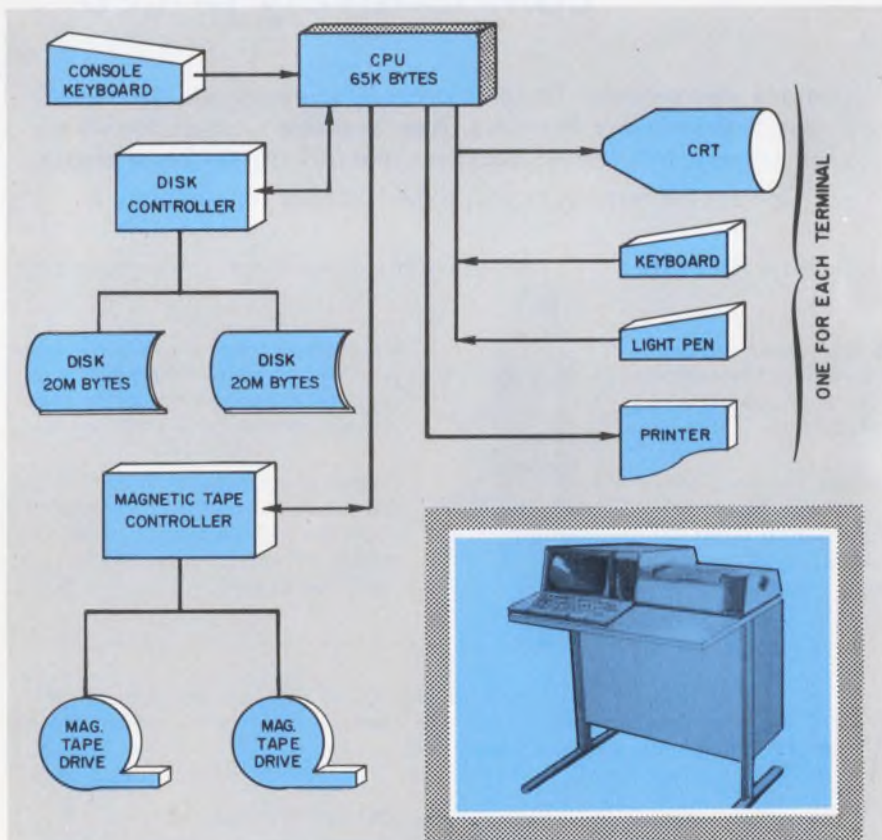 CONSOLE
KEYBOARD
CPU
65K BYTES
CRT
DISK
CONTROLLER
KEYBOARD
LIGHT PEN
PRINTER
ONE FOR EACH TERMINAL
DISK
20M BYTES
DISK
20M BYTES
MAGNETIC TAPE
CONTROLLER
MAG.
TAPE
DRIVE
MAG.
TAPE
DRIVE